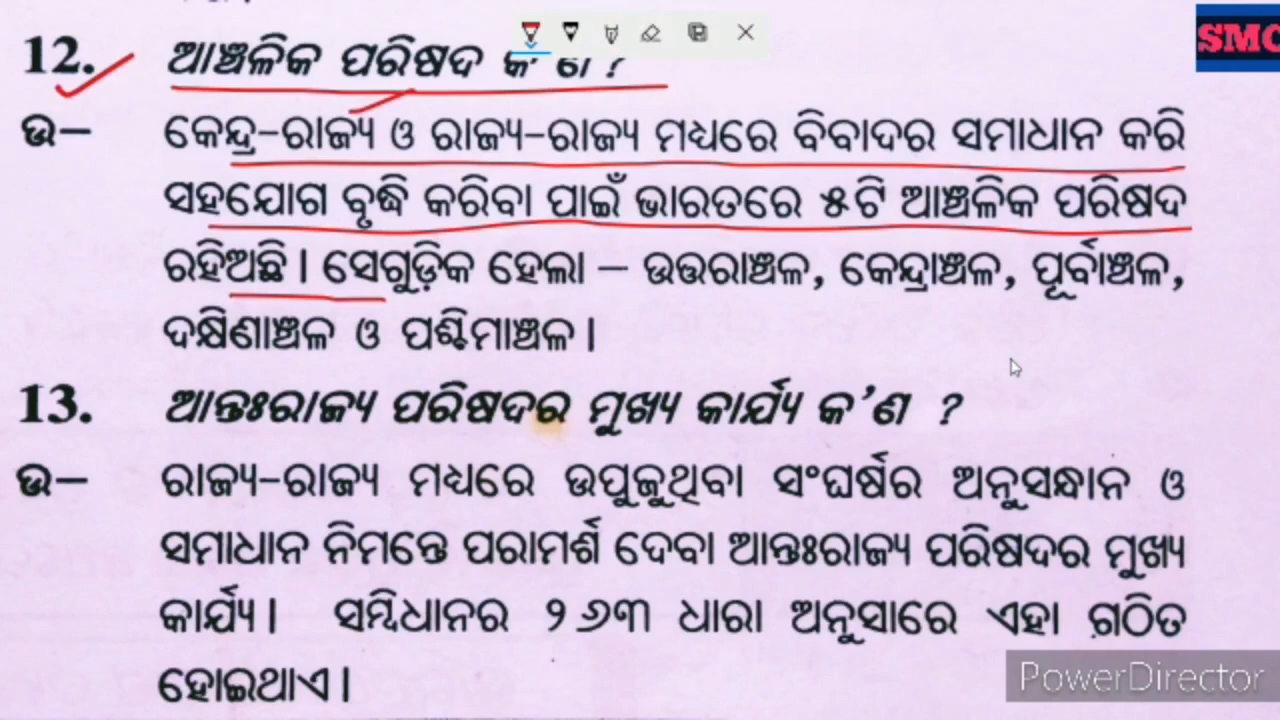 12. ଆଞ୍ଚଳିକ ପରିଷଦ କ'ଣ ?
SMC
ଉ– କେନ୍ଦ୍ର-ରାଜ୍ୟ ଓ ରାଜ୍ୟ-ରାଜ୍ୟ ମଧ୍ୟରେ ବିବାଦର ସମାଧାନ କରି
ସହଯୋଗ ବୃଦ୍ଧି କରିବା ପାଇଁ ଭାରତରେ ୫ଟି ଆଞ୍ଚଳିକ ପରିଷଦ
ରହିଅଛି। ସେଗୁଡ଼ିକ ହେଲା – ଉତ୍ତରାଞ୍ଚଳ, କେନ୍ଦ୍ରାଞ୍ଚଳ, ପୂର୍ବାଞ୍ଚଳ,
ଦକ୍ଷିଣାଞ୍ଚଳ ଓ ପଶ୍ଚିମାଞ୍ଚଳ।
13. ଆନ୍ତଃରାଜ୍ୟ ପରିଷଦର ମୁଖ୍ୟ କାର୍ଯ୍ୟ କ'ଣ ?
ଉ– ରାଜ୍ୟ-ରାଜ୍ୟ ମଧ୍ୟରେ ଉପୁଜୁଥିବା ସଂଘର୍ଷର ଅନୁସନ୍ଧାନ ଓ
ସମାଧାନ ନିମନ୍ତେ ପରାମର୍ଶ ଦେବା ଆନ୍ତଃରାଜ୍ୟ ପରିଷଦର ମୁଖ୍ୟ
କାର୍ଯ୍ୟ। ସମ୍ବିଧାନର ୨୬୩ ଧାରା ଅନୁସାରେ ଏହା ଗଠିତ
ହୋଇଥାଏ।
PowerDirector